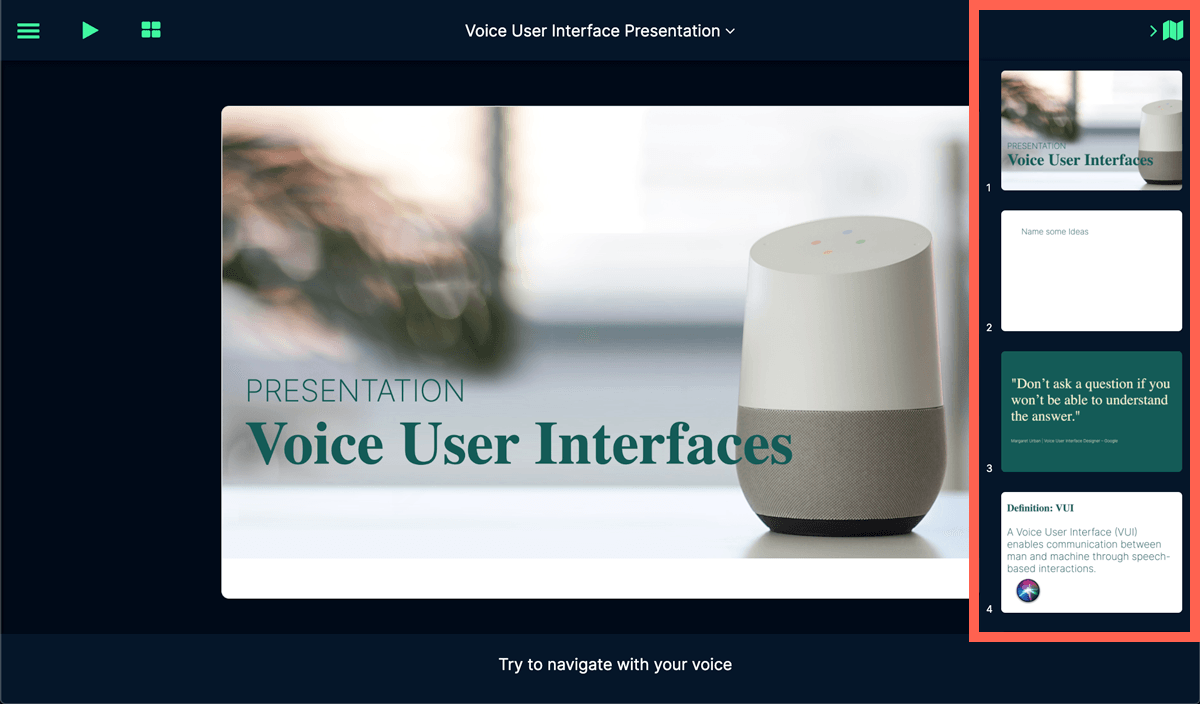 Voice User Interface Presentation
PRESENTATION
Voice User Interfaces
Try to navigate with your voice
PRESENTATION
Voice User Interfaces
1
Name some Ideas
2
"Don't ask a question if you
won't be able to understand
the answer."
Margaret Urban | Voice User Interface Designer – Google
3
Definition: VUI
A Voice User Interface (VUI)
enables communication between
man and machine through speech-
based interactions.
4